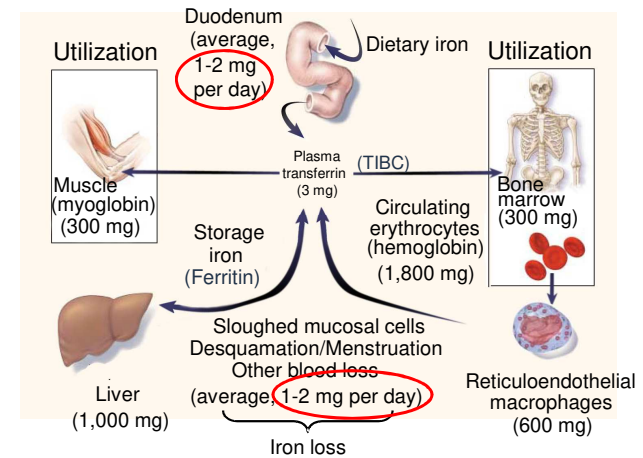 Duodenum
(average,
1-2 mg
per day)
Dietary iron
Utilization
Utilization
Plasma
transferrin
(3 mg)
(TIBC)
Muscle
(myoglobin)
(300 mg)
Bone
marrow
(300 mg)
Circulating
erythrocytes
(hemoglobin)
(1,800 mg)
Storage
iron
(Ferritin)
Sloughed mucosal cells
Desquamation/Menstruation
Other blood loss
(average, 1-2 mg per day)
Iron loss
Liver
(1,000 mg)
Reticuloendothelial
macrophages
(600 mg)